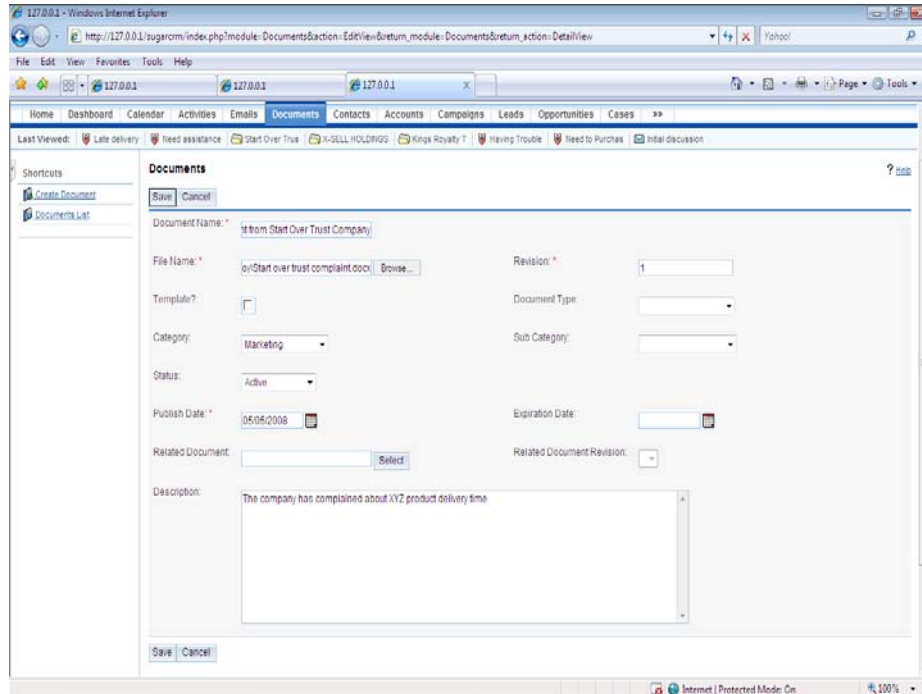 127.0.0.1 - Windows Internet Explorer
http://127.0.0.1/sugarcrm/index.php?module=Documents&action=EditView&return_module=Documents&return_action=DetailView
Yahoo!
File Edit View Favorites Tools Help
127.0.0.1 127.0.0.1 127.0.0.1 Page Tools
Home Dashboard Calendar Activities Emails Documents Contacts Accounts Campaigns Leads Opportunities Cases >>
Last Viewed: Late delivery Need assistance Start Over Trus X-SELL HOLDINGS Kings Royalty T Having Trouble Need to Purchas Inital discussion
Shortcuts
Create Document
Documents List
Documents
? Help
Save Cancel
Document Name: * nt from Start Over Trust Company
File Name: * oy\Start over trust complaint.docx Browse... Revision: * 1
Template? Document Type:
Category: Marketing Sub Category:
Status: Active
Publish Date: * 05/05/2008 Expiration Date:
Related Document: Select Related Document Revision:
Description: The company has complained about XYZ product delivery time
Save Cancel
Internet | Protected Mode: On 100%